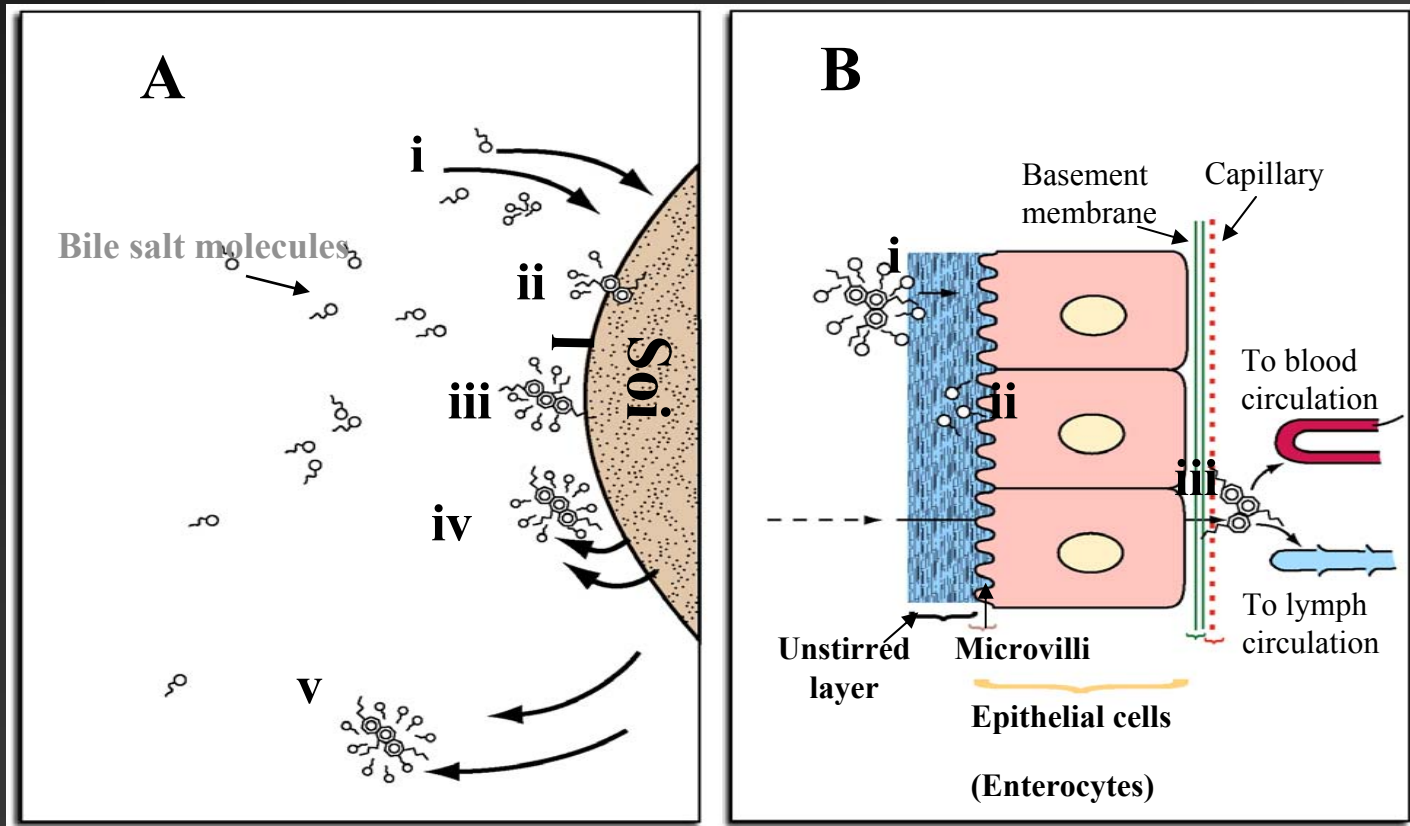 A
i
Bile salt molecules
ii
l
iii
Soi
iv
v
B
Basement
membrane
Capillary
i
ii
iii
To blood
circulation
To lymph
circulation
Unstirred
layer
Microvilli
Epithelial cells
(Enterocytes)